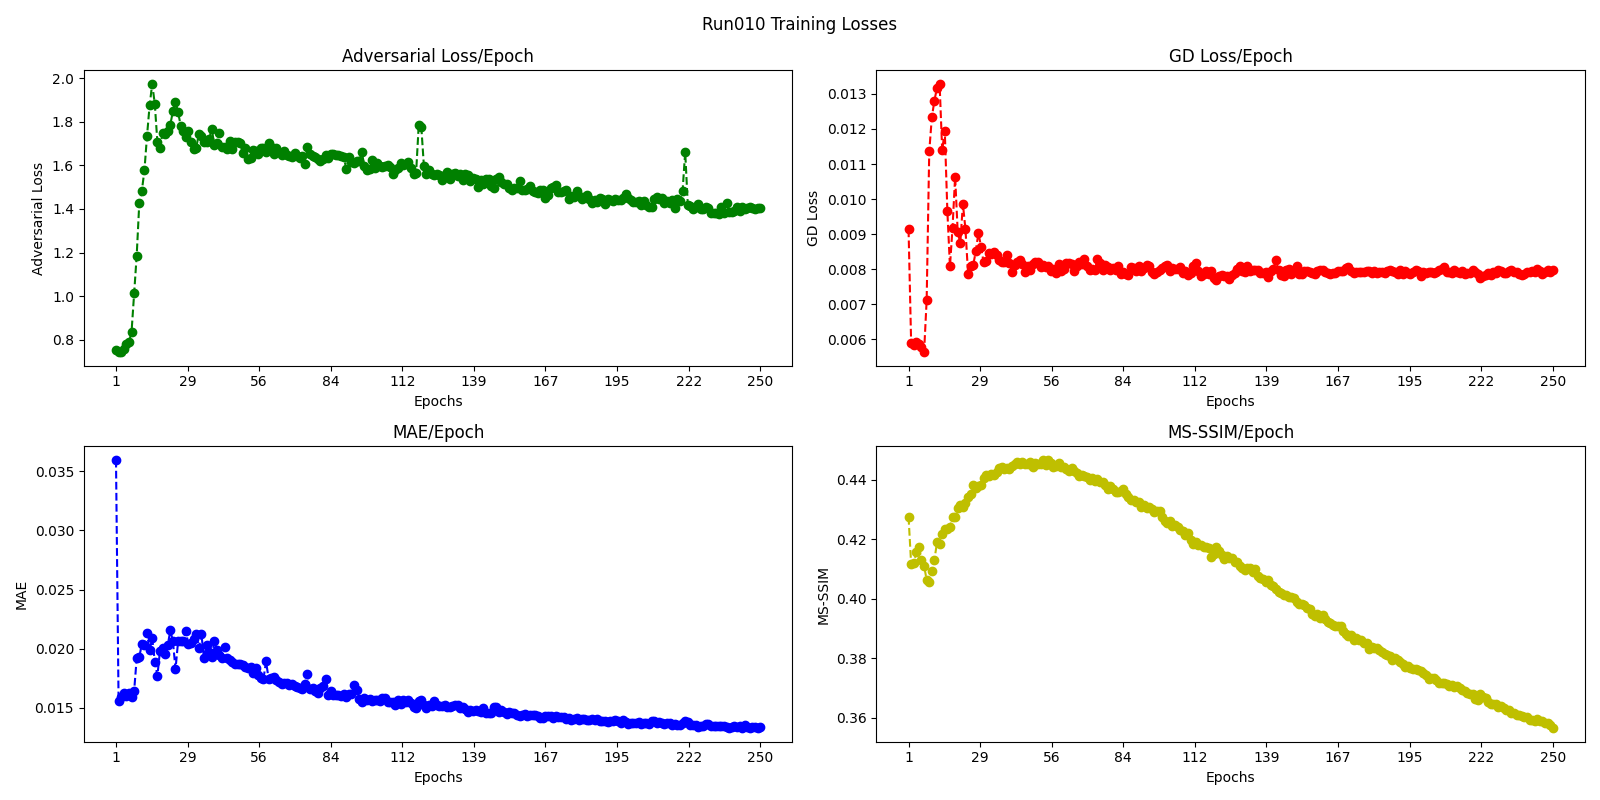 Run010 Training Losses
Adversarial Loss/Epoch
2.0
1.8
1.6
1.4
1.2
1.0
0.8
Adversarial Loss
1 29 56 84 112 139 167 195 222 250
Epochs
GD Loss/Epoch
0.013
0.012
0.011
0.010
0.009
0.008
0.007
0.006
GD Loss
1 29 56 84 112 139 167 195 222 250
Epochs
MAE/Epoch
0.035
0.030
0.025
0.020
0.015
MAE
1 29 56 84 112 139 167 195 222 250
Epochs
MS-SSIM/Epoch
0.44
0.42
0.40
0.38
0.36
MS-SSIM
1 29 56 84 112 139 167 195 222 250
Epochs